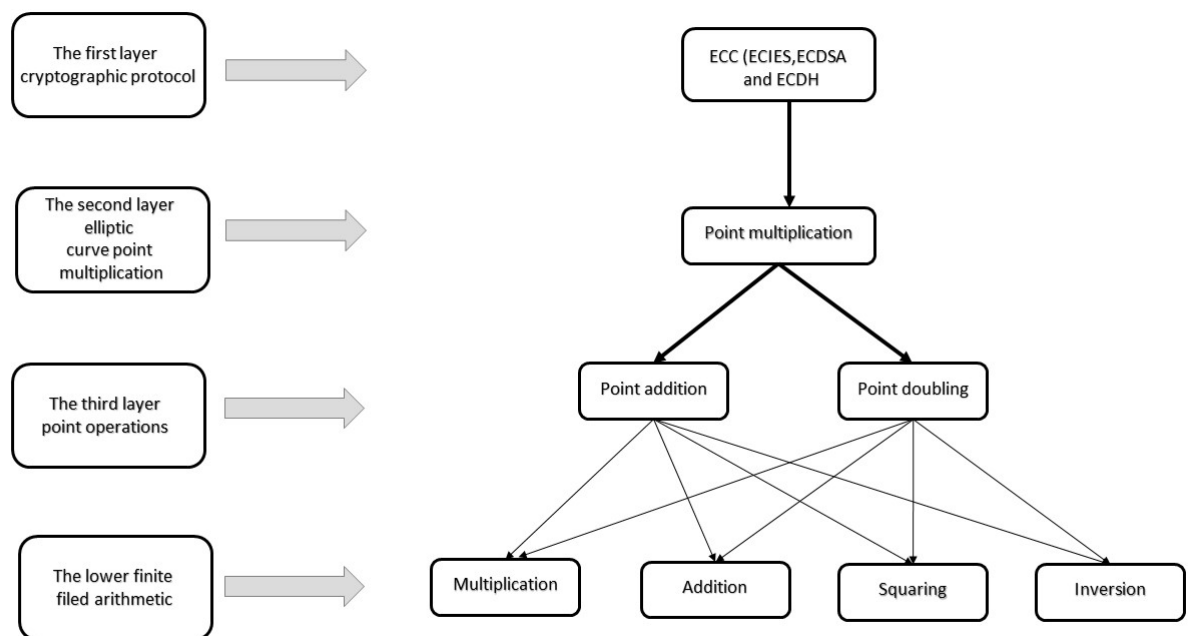 The first layer
cryptographic protocol
ECC (ECIES,ECDSA
and ECDH
The second layer
elliptic
curve point
multiplication
Point multiplication
The third layer
point operations
Point addition
Point doubling
The lower finite
filed arithmetic
Multiplication
Addition
Squaring
Inversion